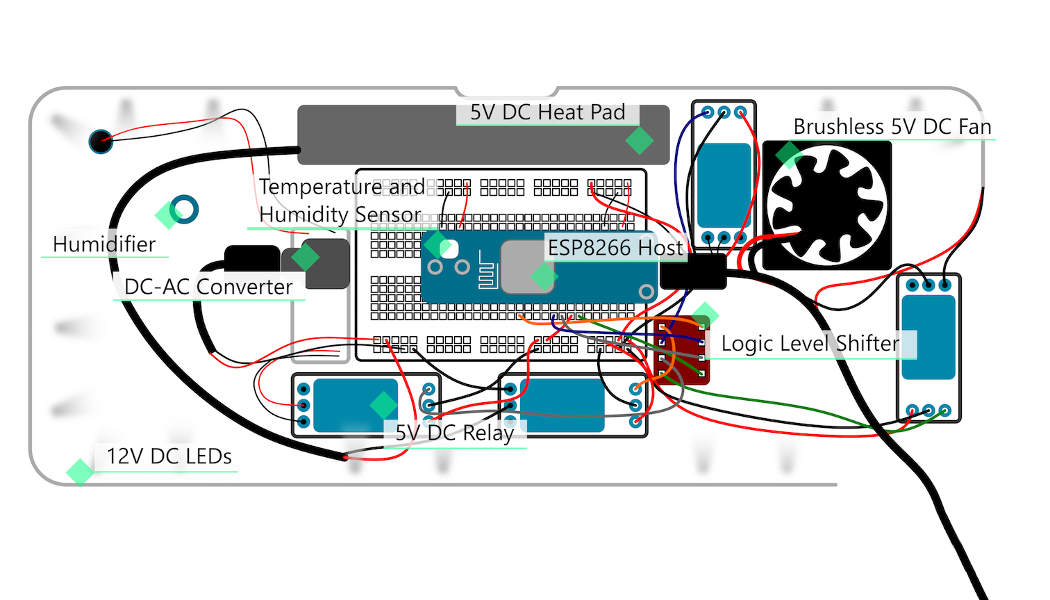 5V DC Heat Pad
Brushless 5V DC Fan
Temperature and
Humidity Sensor
Humidifier
ESP8266 Host
DC-AC Converter
Logic Level Shifter
5V DC Relay
12V DC LEDs